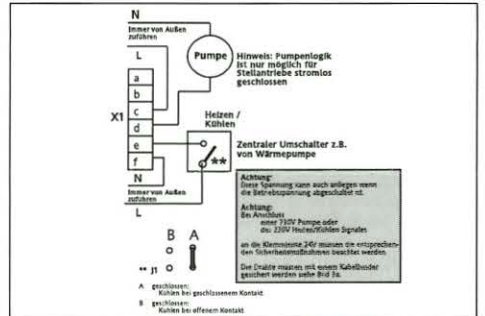 N
Immer von Außen
zuführen
L
Pumpe
Hinweis: Pumpenlogik
ist nur möglich für
Stellantriebe stromlos
geschlossen
a
b
c
X1
d
e
f
Heizen /
Kühlen
**
Zentraler Umschalter z.B.
von Wärmepumpe
N
Immer von Außen
zuführen
L
Achtung:
Diese Spannung kann auch anliegen wenn
die Betriebsspannung abgeschaltet ist.
Achtung:
Bei Anschluss
einer 230V Pumpe oder
des 220V Heizen/Kühlen Signales
an die Klemmleiste 24V müssen die entsprechen-
den Sicherheitsmaßnahmen beachtet werden.
Die Drähte müssen mit einem Kabelbinder
gesichert werden siehe Bild 3a.
B A
** J1
A geschlossen:
Kühlen bei geschlossenem Kontakt
B geschlossen:
Kühlen bei offenem Kontakt